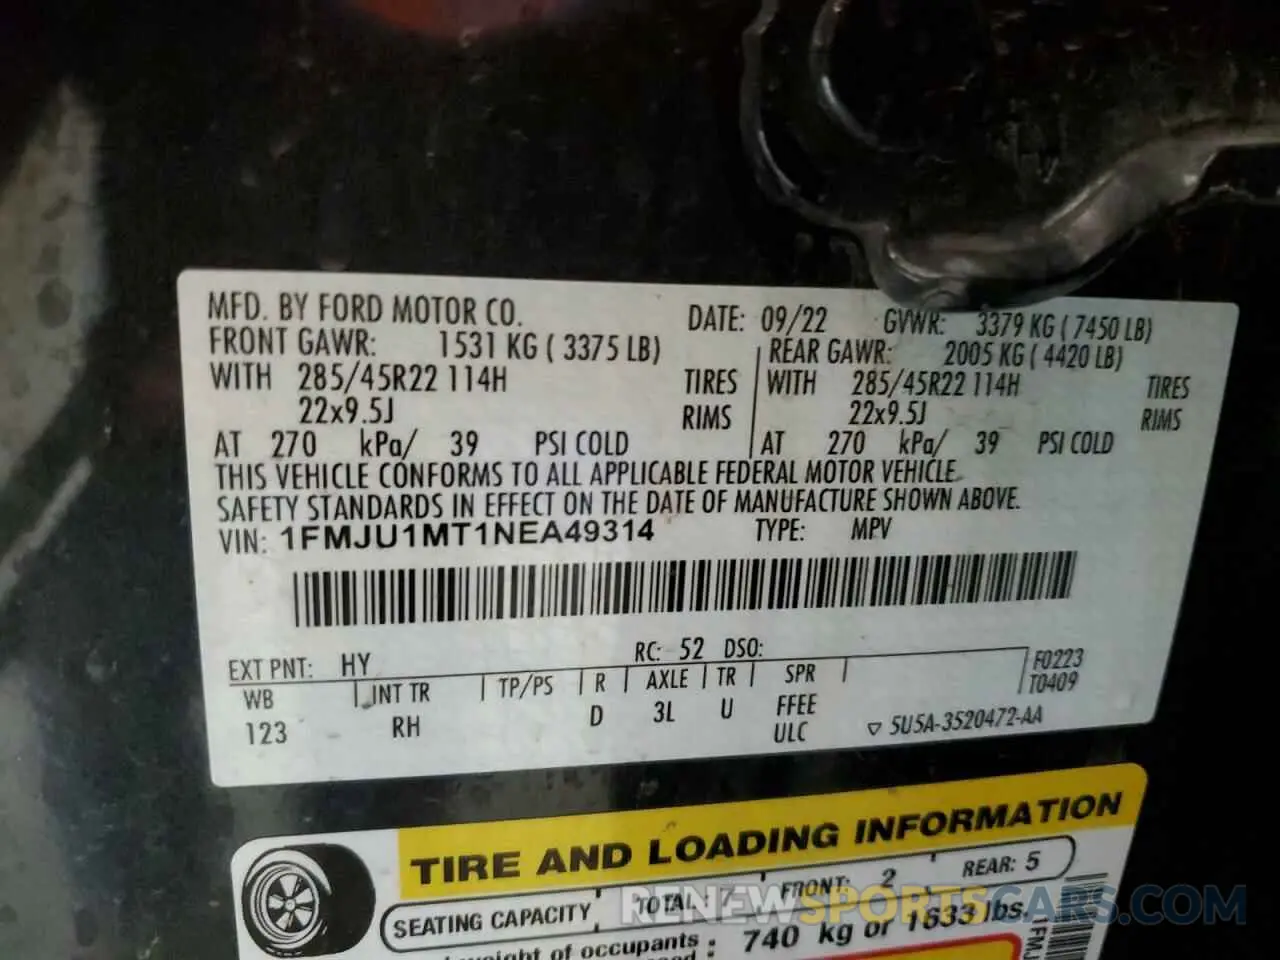 MFD. BY FORD MOTOR CO. DATE: 09/22 GVWR: 3379 KG ( 7450 LB)
FRONT GAWR: 1531 KG ( 3375 LB) REAR GAWR: 2005 KG ( 4420 LB)
WITH 285/45R22 114H TIRES WITH 285/45R22 114H TIRES
22x9.5J RIMS 22x9.5J RIMS
AT 270 kPa/ 39 PSI COLD AT 270 kPa/ 39 PSI COLD
THIS VEHICLE CONFORMS TO ALL APPLICABLE FEDERAL MOTOR VEHICLE
SAFETY STANDARDS IN EFFECT ON THE DATE OF MANUFACTURE SHOWN ABOVE.
VIN: 1FMJU1MT1NEA49314 TYPE: MPV
EXT PNT: HY RC: 52 DSO: F0223
WB INT TR TP/PS R AXLE TR SPR T0409
123 RH D 3L U FFEE
ULC ▽ 5U5A-3520472-AA
TIRE AND LOADING INFORMATION
SEATING CAPACITY TOTAL: 7 FRONT: 2 REAR: 5
weight of occupants : 740 kg or 1633 lbs.
RENEWSPORTSCARS.COM